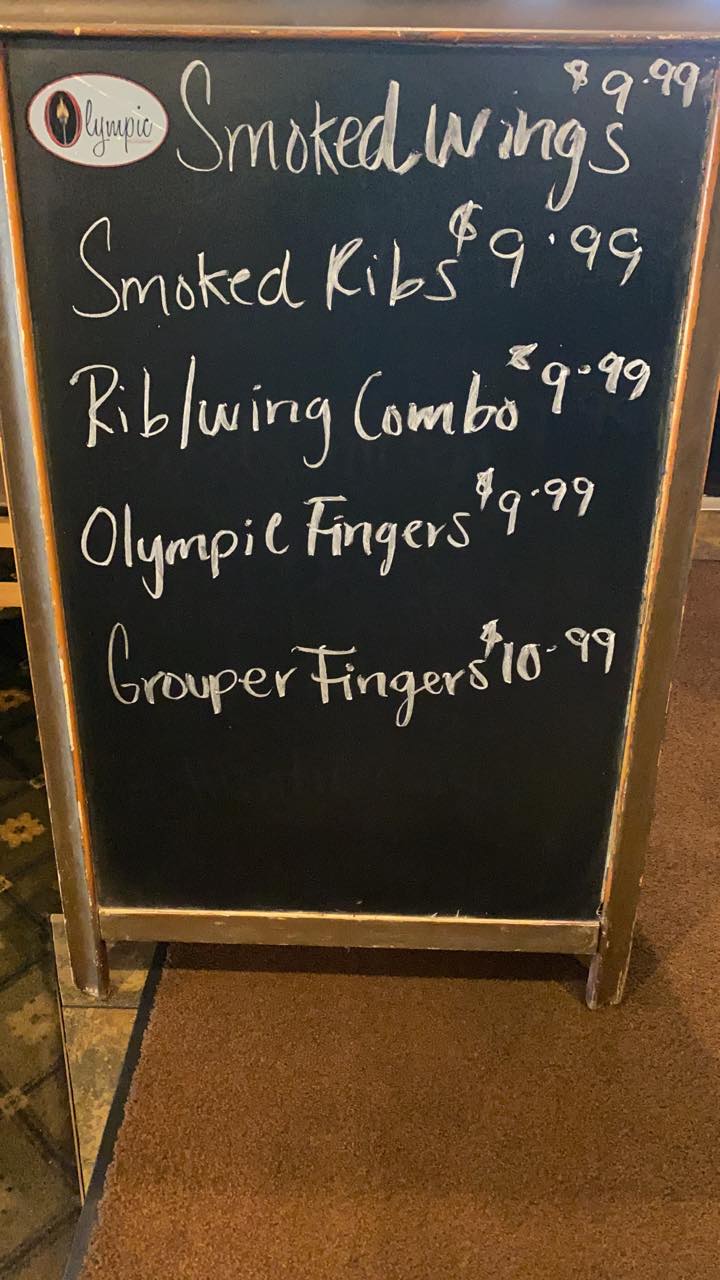 Olympic
Smoked Wings $9.99
Smoked Ribs $9.99
Rib/wing Combo $9.99
Olympic Fingers $9.99
Grouper Fingers $10.99